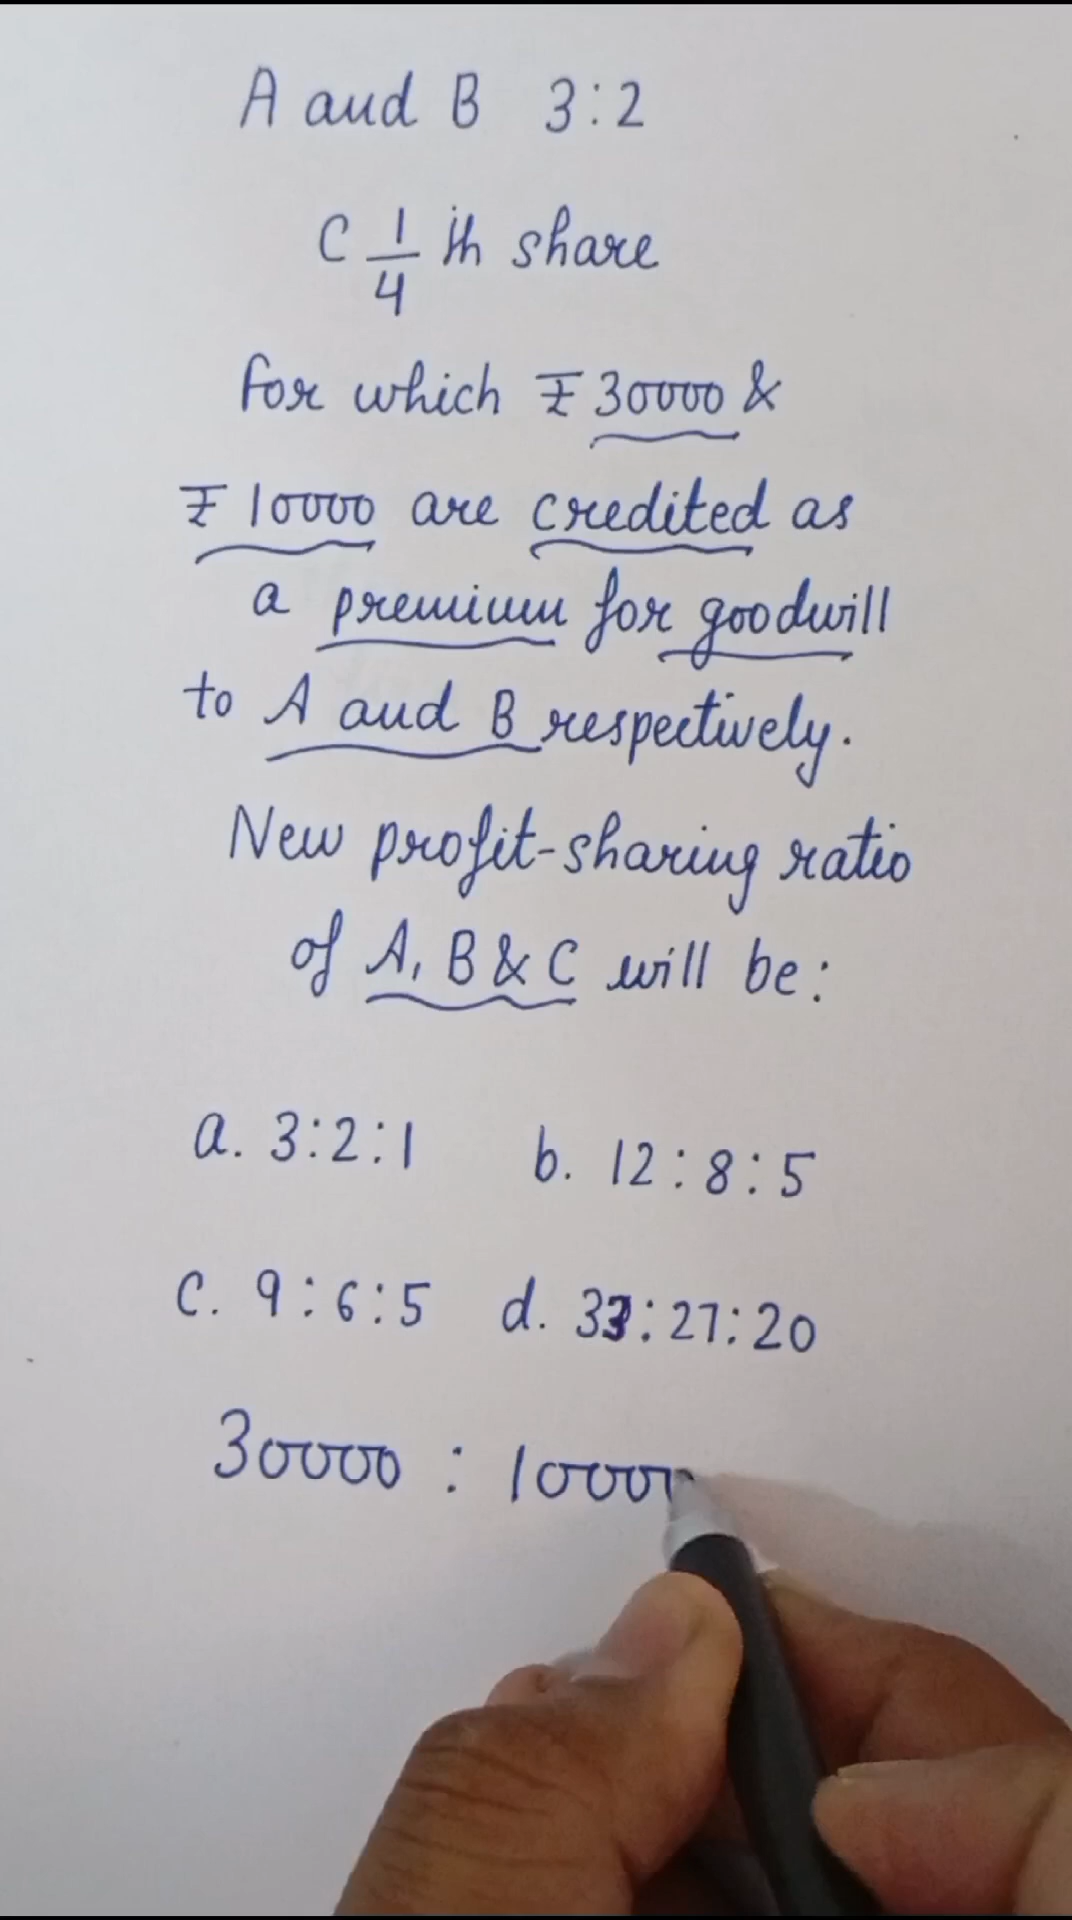 A and B 3:2
C 1/4 th share
for which ₹ 30000 &
₹ 10000 are credited as
a premium for goodwill
to A and B respectively.
New profit-sharing ratio
of A, B & C will be:
a. 3:2:1 b. 12:8:5
c. 9:6:5 d. 33:27:20
30000 : 1000